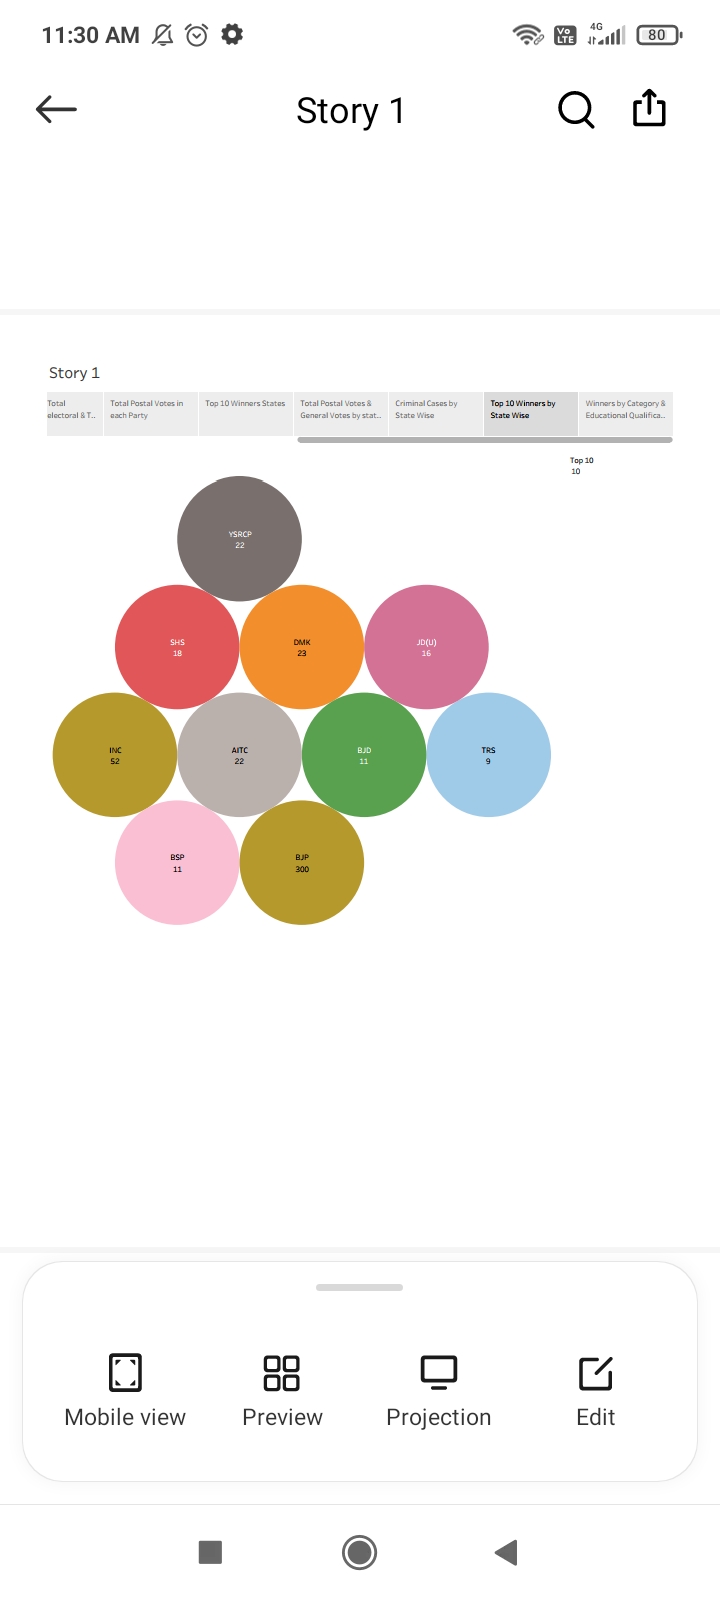 11:30 AM
Vo LTE
4G
80
Story 1
Story 1
Total
electoral & T..
Total Postal Votes in
each Party
Top 10 Winners States
Total Postal Votes &
General Votes by stat..
Criminal Cases by
State Wise
Top 10 Winners by
State Wise
Winners by Category &
Educational Qualifica..
Top 10
10
YSRCP
22
SHS
18
DMK
23
JD(U)
16
INC
52
AITC
22
BJD
11
TRS
9
BSP
11
BJP
300
Mobile view
Preview
Projection
Edit